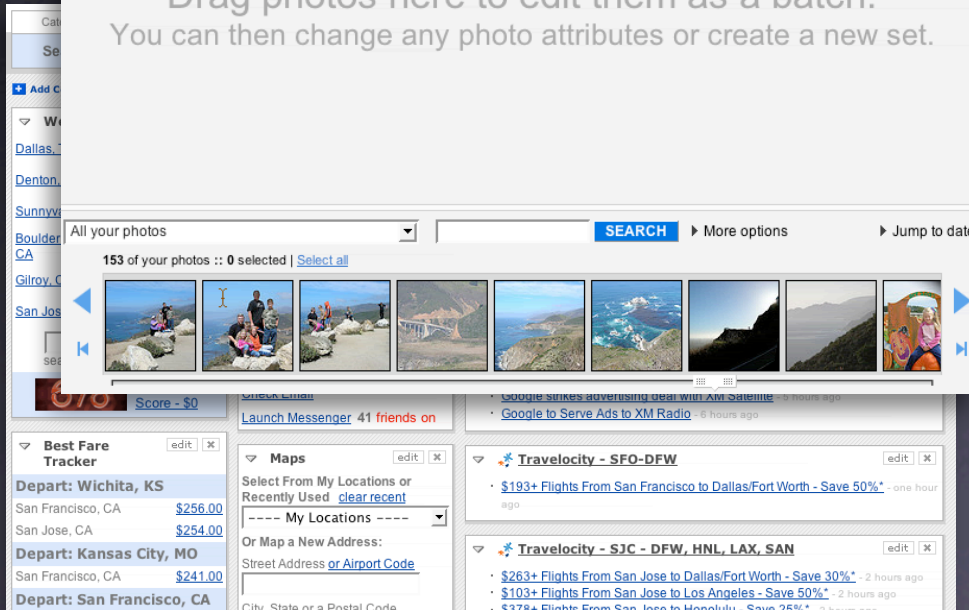 Drag photos here to edit them as a batch.
You can then change any photo attributes or create a new set.
Add
Dallas,
Denton,
Boulder
CA
Gilroy,
San Jos
All your photos
SEARCH
More options
Jump to date
153 of your photos :: 0 selected | Select all
Score - $0
Check Email
Launch Messenger 41 friends on
Google strikes advertising deal with XM Satellite - 5 hours ago
Google to Serve Ads to XM Radio - 6 hours ago
Best Fare
Tracker
edit
Depart: Wichita, KS
San Francisco, CA $256.00
San Jose, CA $254.00
Depart: Kansas City, MO
San Francisco, CA $241.00
Depart: San Francisco, CA
Maps
edit
Select From My Locations or
Recently Used clear recent
---- My Locations ----
Or Map a New Address:
Street Address or Airport Code
City, State or a Postal Code
Travelocity - SFO-DFW
edit
$193+ Flights From San Francisco to Dallas/Fort Worth - Save 50%* - one hour
ago
Travelocity - SJC - DFW, HNL, LAX, SAN
edit
$263+ Flights From San Jose to Dallas/Fort Worth - Save 30%* - 2 hours ago
$103+ Flights From San Jose to Los Angeles - Save 50%* - 2 hours ago
$378+ Flights From San Jose to Honolulu - Save 25%* - 2 hours ago